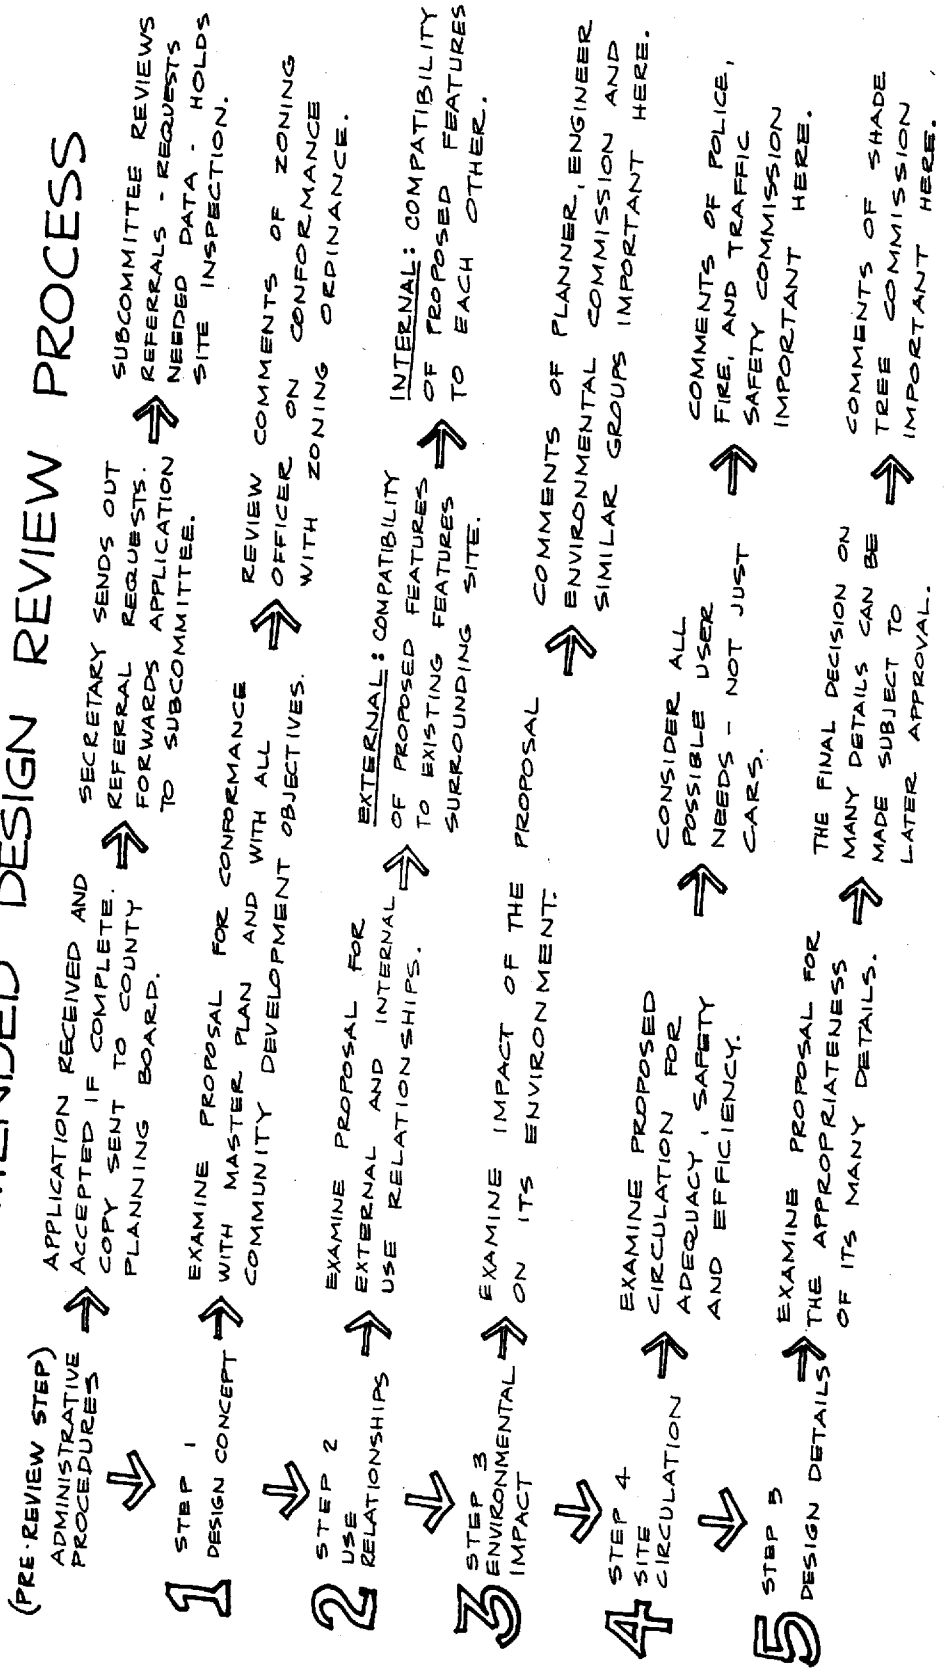 DESIGN REVIEW PROCESS
(PRE-REVIEW STEP)
ADMINISTRATIVE
PROCEDURES
APPLICATION RECEIVED AND
ACCEPTED IF COMPLETE.
COPY SENT TO COUNTY
PLANNING BOARD.
SECRETARY SENDS OUT
REFERRAL REQUESTS.
FORWARDS APPLICATION
TO SUBCOMMITTEE.
SUBCOMMITTEE REVIEWS
REFERRALS - REQUESTS
NEEDED DATA - HOLDS
SITE INSPECTION.
1 STEP 1
DESIGN CONCEPT
EXAMINE PROPOSAL FOR CONFORMANCE
WITH MASTER PLAN AND WITH ALL
COMMUNITY DEVELOPMENT OBJECTIVES.
REVIEW COMMENTS OF ZONING
OFFICER ON CONFORMANCE
WITH ZONING ORDINANCE.
2 STEP 2
USE
RELATIONSHIPS
EXAMINE PROPOSAL FOR
EXTERNAL AND INTERNAL
USE RELATIONSHIPS.
EXTERNAL: COMPATIBILITY
OF PROPOSED FEATURES
TO EXISTING FEATURES
SURROUNDING SITE.
INTERNAL: COMPATIBILITY
OF PROPOSED FEATURES
TO EACH OTHER.
3 STEP 3
ENVIRONMENTAL
IMPACT
EXAMINE IMPACT OF THE PROPOSAL
ON ITS ENVIRONMENT.
COMMENTS OF PLANNER, ENGINEER
ENVIRONMENTAL COMMISSION AND
SIMILAR GROUPS IMPORTANT HERE.
4 STEP 4
SITE
CIRCULATION
EXAMINE PROPOSED
CIRCULATION FOR
ADEQUACY, SAFETY
AND EFFICIENCY.
CONSIDER ALL
POSSIBLE USER
NEEDS - NOT JUST
CARS.
COMMENTS OF POLICE,
FIRE, AND TRAFFIC
SAFETY COMMISSION
IMPORTANT HERE.
5 STEP 5
DESIGN DETAILS
EXAMINE PROPOSAL FOR
THE APPROPRIATENESS
OF ITS MANY DETAILS.
THE FINAL DECISION ON
MANY DETAILS CAN BE
MADE SUBJECT TO
LATER APPROVAL.
COMMENTS OF SHADE
TREE COMMISSION
IMPORTANT HERE.